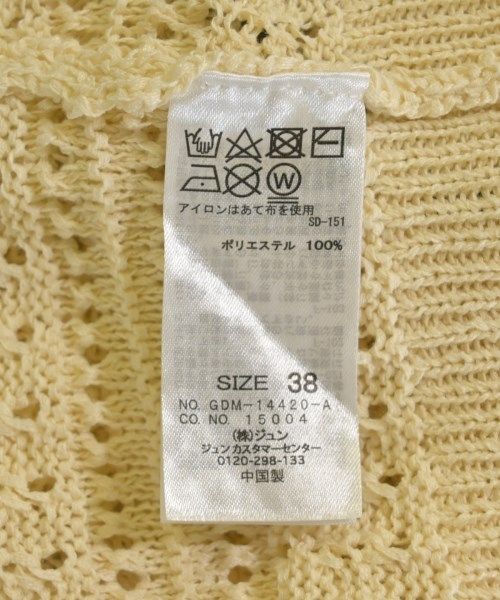 W
アイロンはあて布を使用
SD-151
ポリエステル 100%
SIZE 38
NO. GDM-14420-A
CO. NO. 15004
(株)ジュン
ジュンカスタマーセンター
0120-298-133
中国製